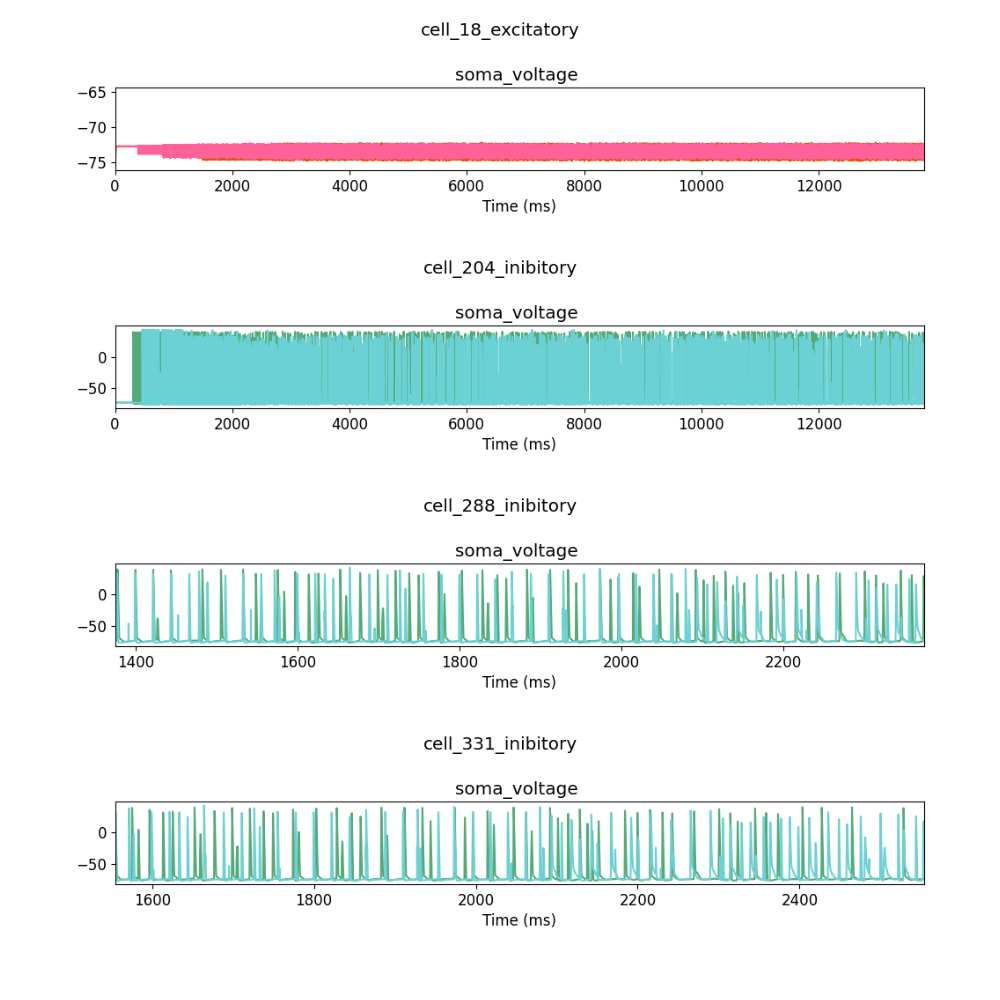 cell_18_excitatory
soma_voltage
−65
−70
−75
0 2000 4000 6000 8000 10000 12000
Time (ms)
cell_204_inibitory
soma_voltage
0
−50
0 2000 4000 6000 8000 10000 12000
Time (ms)
cell_288_inibitory
soma_voltage
0
−50
1400 1600 1800 2000 2200
Time (ms)
cell_331_inibitory
soma_voltage
0
−50
1600 1800 2000 2200 2400
Time (ms)